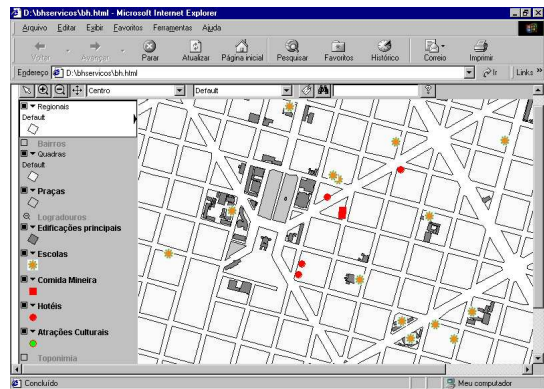 D:\bhservicos\bh.html - Microsoft Internet Explorer
Arquivo Editar Exibir Favoritos Ferramentas Ajuda
Voltar Avançar Parar Atualizar Página inicial Pesquisar Favoritos Histórico Correio Imprimir
Endereço D:\bhservicos\bh.html Ir Links »
Centro Default
Regionais
Default
Bairros
Quadras
Default
Praças
Logradouros
Edificações principais
Escolas
Comida Mineira
Hotéis
Atrações Culturais
Toponimia
Concluído Meu computador